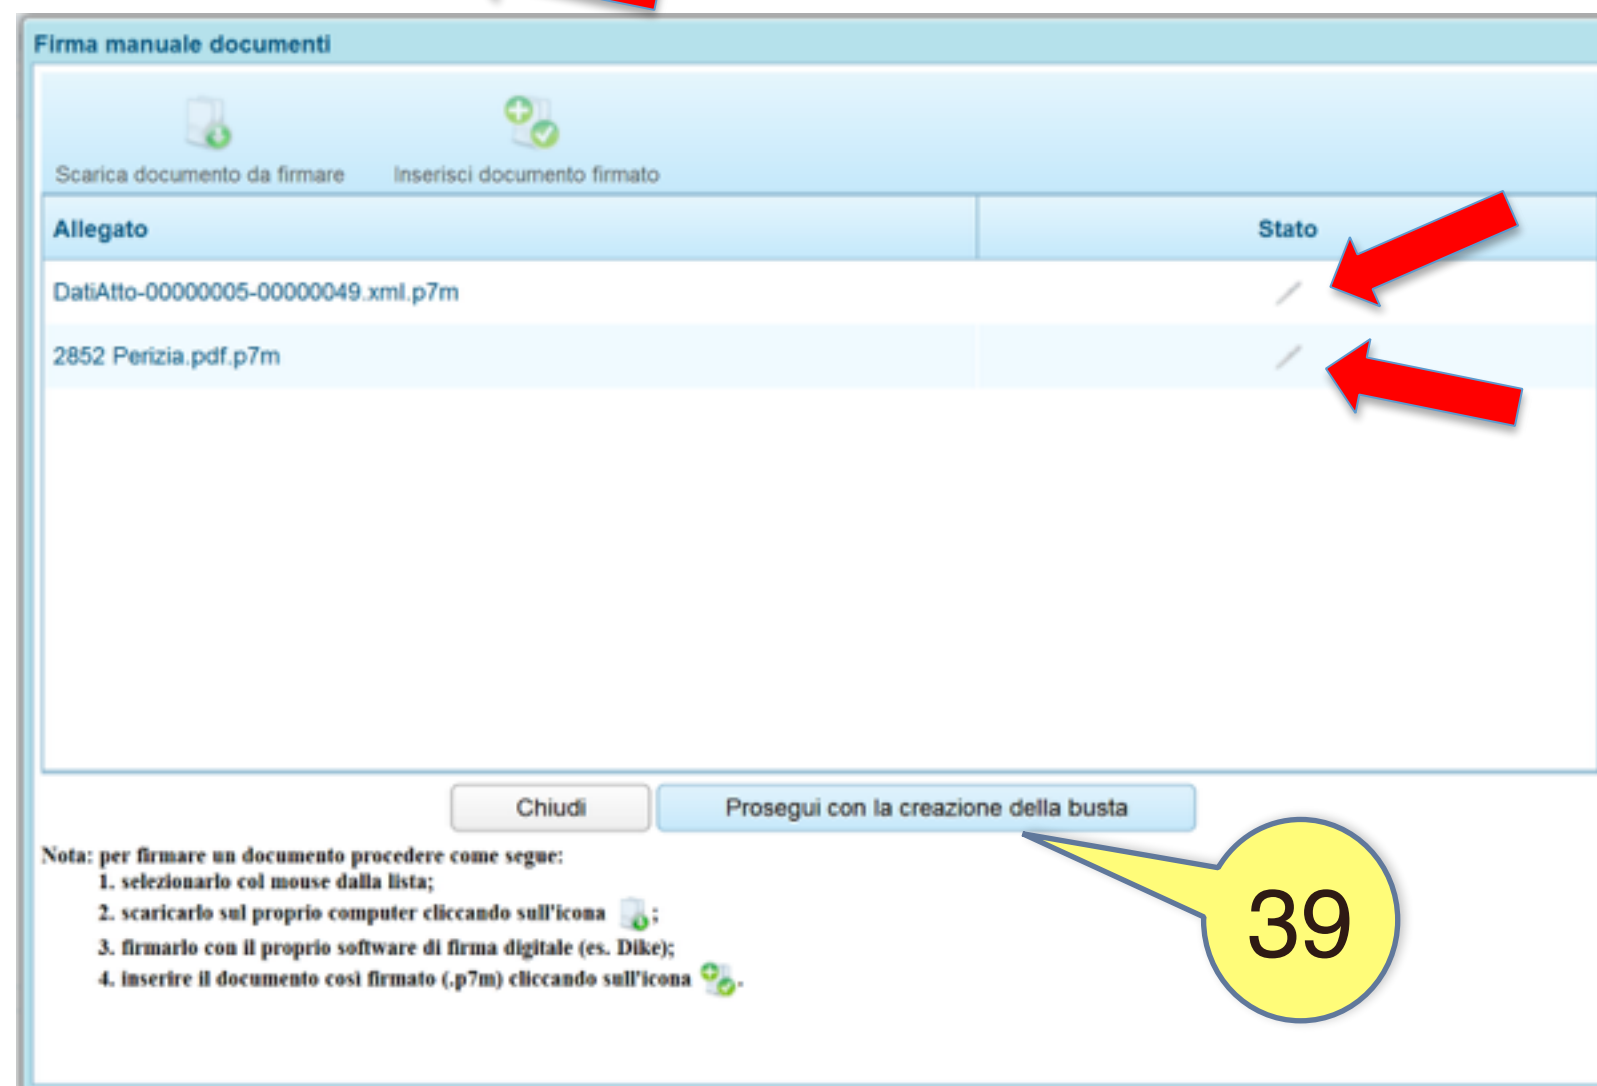 Firma manuale documenti
Scarica documento da firmare Inserisci documento firmato
Allegato Stato
DatiAtto-00000005-00000049.xml.p7m
2852 Perizia.pdf.p7m
Chiudi Prosegui con la creazione della busta
Nota: per firmare un documento procedere come segue:
1. selezionarlo col mouse dalla lista;
2. scaricarlo sul proprio computer cliccando sull'icona ;
3. firmarlo con il proprio software di firma digitale (es. Dike);
4. inserire il documento così firmato (.p7m) cliccando sull'icona .
39